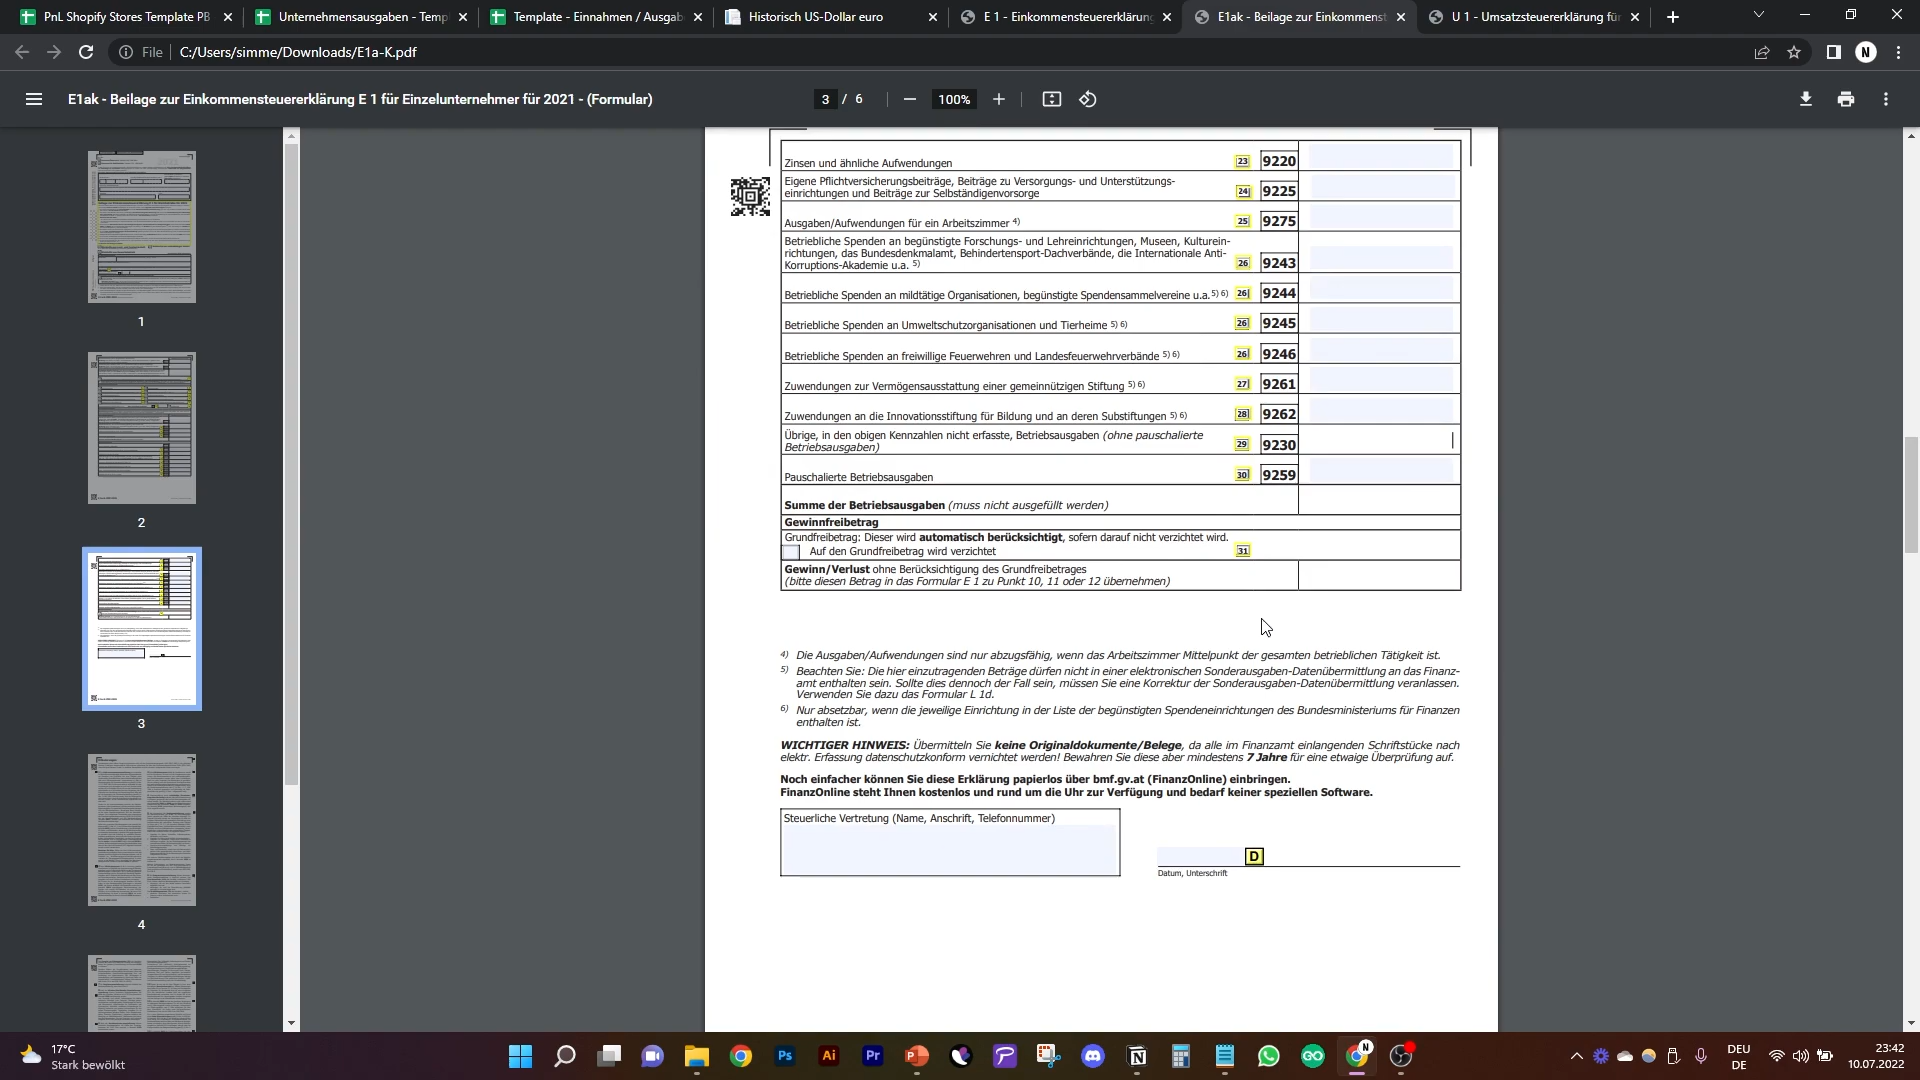 PnL Shopify Stores Template PB
Unternehmensausgaben - Templ
Template - Einnahmen / Ausgab
Historisch US-Dollar euro
E 1 - Einkommensteuererklärung
E1ak - Beilage zur Einkommenst
U 1 - Umsatzsteuererklärung für
File
C:/Users/simme/Downloads/E1a-K.pdf
N
E1ak - Beilage zur Einkommensteuererklärung E 1 für Einzelunternehmer für 2021 - (Formular)
3 / 6
100%
1
2
3
4
Zinsen und ähnliche Aufwendungen 23 9220
Eigene Pflichtversicherungsbeiträge, Beiträge zu Versorgungs- und Unterstützungs-
einrichtungen und Beiträge zur Selbständigenvorsorge 24 9225
Ausgaben/Aufwendungen für ein Arbeitszimmer 4) 25 9275
Betriebliche Spenden an begünstigte Forschungs- und Lehreinrichtungen, Museen, Kulturein-
richtungen, das Bundesdenkmalamt, Behindertensport-Dachverbände, die Internationale Anti-
Korruptions-Akademie u.a. 5) 26 9243
Betriebliche Spenden an mildtätige Organisationen, begünstigte Spendensammelvereine u.a.5) 6) 26 9244
Betriebliche Spenden an Umweltschutzorganisationen und Tierheime 5) 6) 26 9245
Betriebliche Spenden an freiwillige Feuerwehren und Landesfeuerwehrverbände 5) 6) 26 9246
Zuwendungen zur Vermögensausstattung einer gemeinnützigen Stiftung 5) 6) 27 9261
Zuwendungen an die Innovationsstiftung für Bildung und an deren Substiftungen 5) 6) 28 9262
Übrige, in den obigen Kennzahlen nicht erfasste, Betriebsausgaben (ohne pauschalierte
Betriebsausgaben) 29 9230
Pauschalierte Betriebsausgaben 30 9259
Summe der Betriebsausgaben (muss nicht ausgefüllt werden)
Gewinnfreibetrag
Grundfreibetrag: Dieser wird automatisch berücksichtigt, sofern darauf nicht verzichtet wird.
Auf den Grundfreibetrag wird verzichtet 31
Gewinn/Verlust ohne Berücksichtigung des Grundfreibetrages
(bitte diesen Betrag in das Formular E 1 zu Punkt 10, 11 oder 12 übernehmen)
4) Die Ausgaben/Aufwendungen sind nur abzugsfähig, wenn das Arbeitszimmer Mittelpunkt der gesamten betrieblichen Tätigkeit ist.
5) Beachten Sie: Die hier einzutragenden Beträge dürfen nicht in einer elektronischen Sonderausgaben-Datenübermittlung an das Finanz-
amt enthalten sein. Sollte dies dennoch der Fall sein, müssen Sie eine Korrektur der Sonderausgaben-Datenübermittlung veranlassen.
Verwenden Sie dazu das Formular L 1d.
6) Nur absetzbar, wenn die jeweilige Einrichtung in der Liste der begünstigten Spendeneinrichtungen des Bundesministeriums für Finanzen
enthalten ist.
WICHTIGER HINWEIS: Übermitteln Sie keine Originaldokumente/Belege, da alle im Finanzamt einlangenden Schriftstücke nach
elektr. Erfassung datenschutzkonform vernichtet werden! Bewahren Sie diese aber mindestens 7 Jahre für eine etwaige Überprüfung auf.
Noch einfacher können Sie diese Erklärung papierlos über bmf.gv.at (FinanzOnline) einbringen.
FinanzOnline steht Ihnen kostenlos und rund um die Uhr zur Verfügung und bedarf keiner speziellen Software.
Steuerliche Vertretung (Name, Anschrift, Telefonnummer)
D
Datum, Unterschrift
17°C
Stark bewölkt
DEU
DE
23:42
10.07.2022